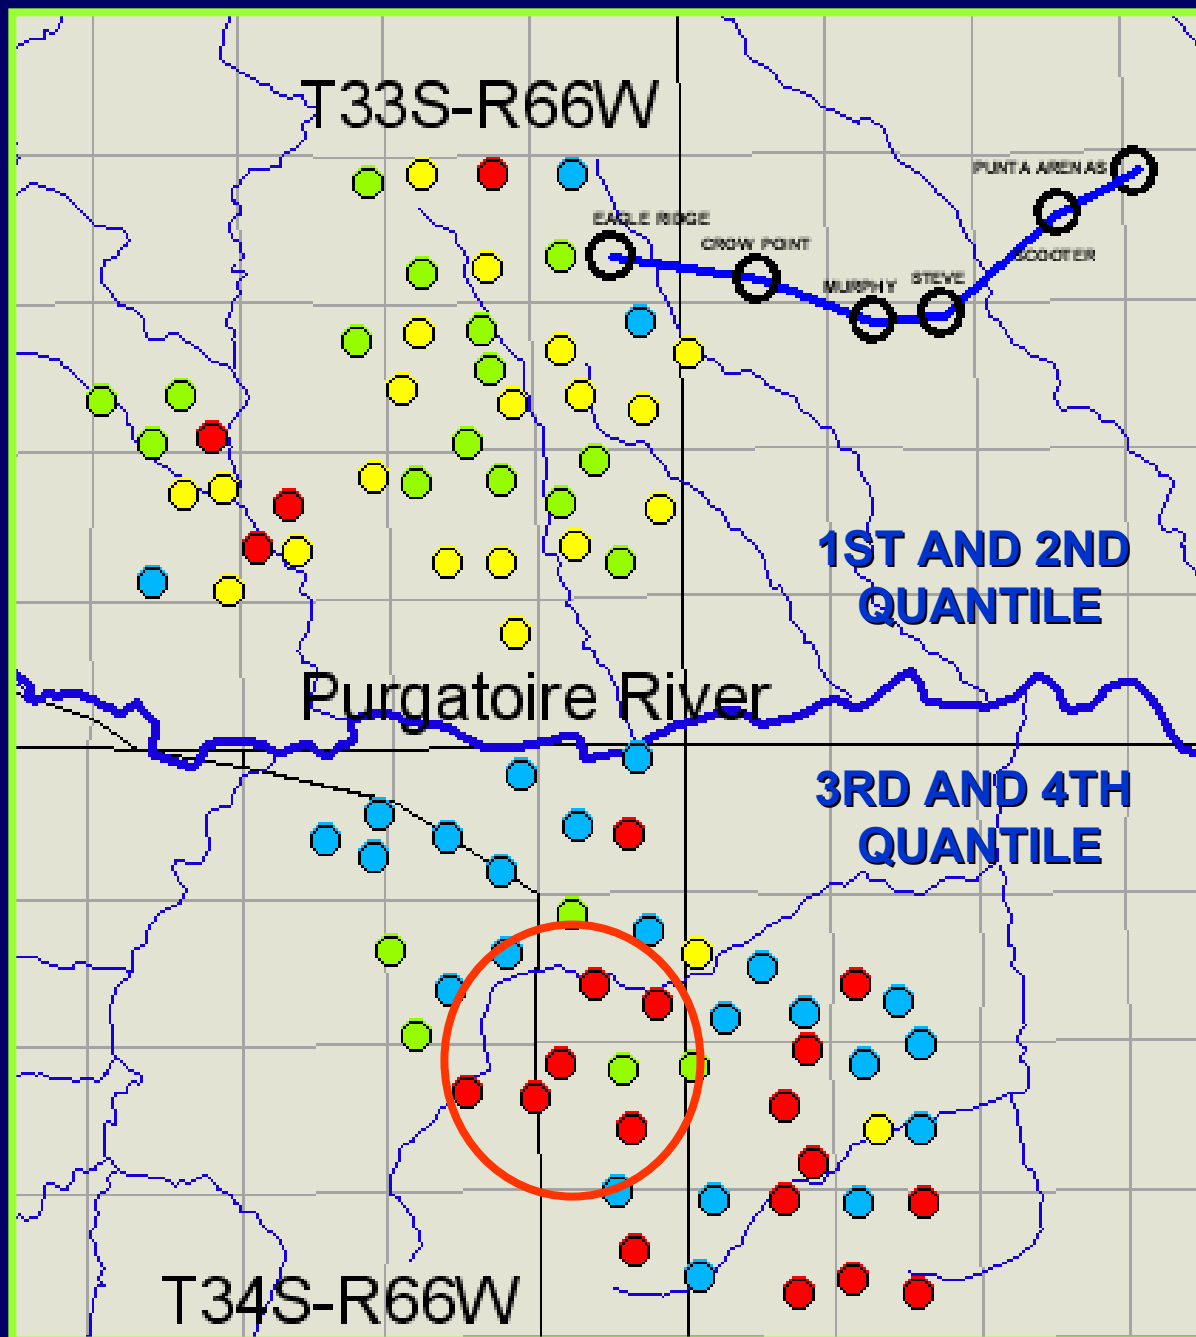 T33S-R66W
PUNTA ARENAS
EAGLE RIDGE
CROW POINT
SCOOTER
MURPHY
STEVE
1ST AND 2ND
QUANTILE
Purgatoire River
3RD AND 4TH
QUANTILE
T34S-R66W